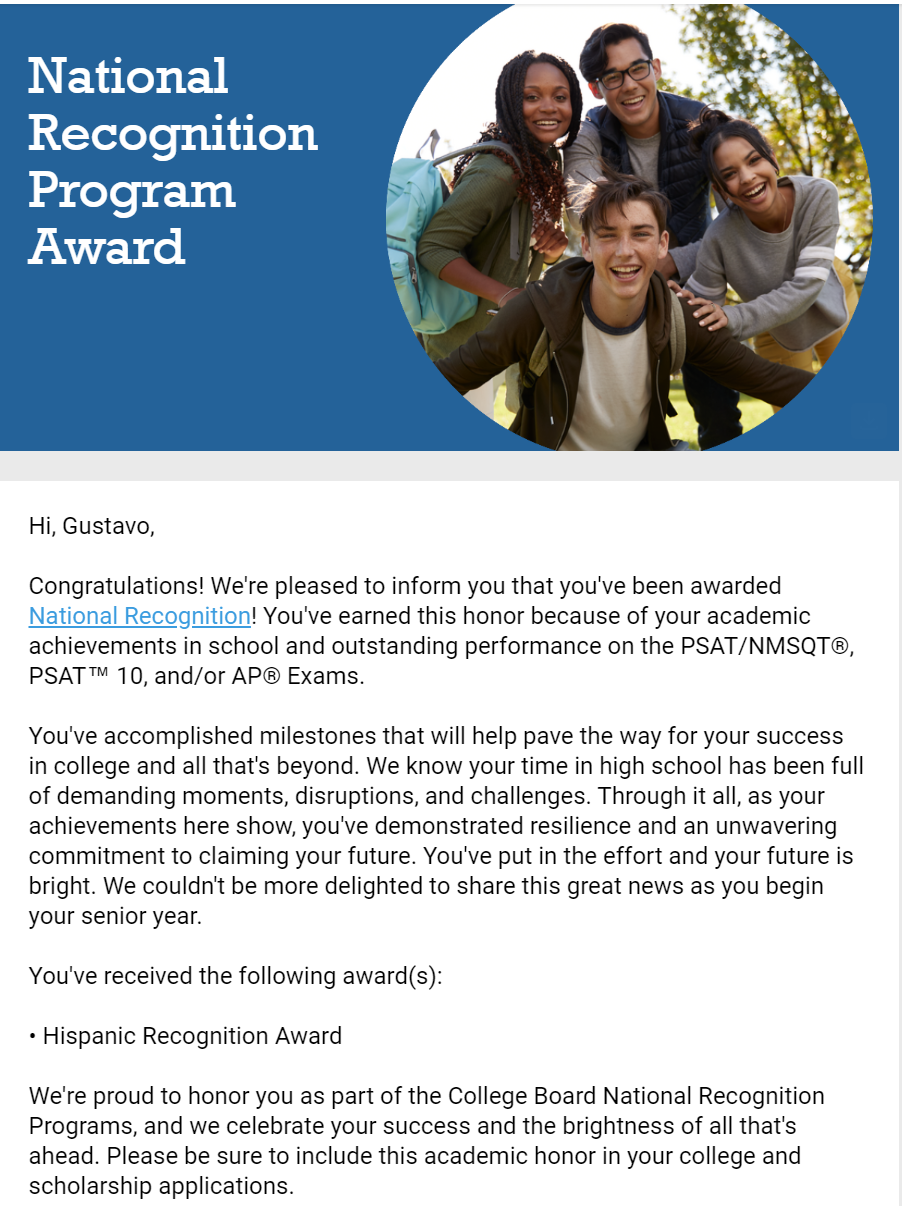 National
Recognition
Program
Award
Hi, Gustavo,
Congratulations! We're pleased to inform you that you've been awarded
National Recognition! You've earned this honor because of your academic
achievements in school and outstanding performance on the PSAT/NMSQT®,
PSAT™ 10, and/or AP® Exams.
You've accomplished milestones that will help pave the way for your success
in college and all that's beyond. We know your time in high school has been full
of demanding moments, disruptions, and challenges. Through it all, as your
achievements here show, you've demonstrated resilience and an unwavering
commitment to claiming your future. You've put in the effort and your future is
bright. We couldn't be more delighted to share this great news as you begin
your senior year.
You've received the following award(s):
• Hispanic Recognition Award
We're proud to honor you as part of the College Board National Recognition
Programs, and we celebrate your success and the brightness of all that's
ahead. Please be sure to include this academic honor in your college and
scholarship applications.